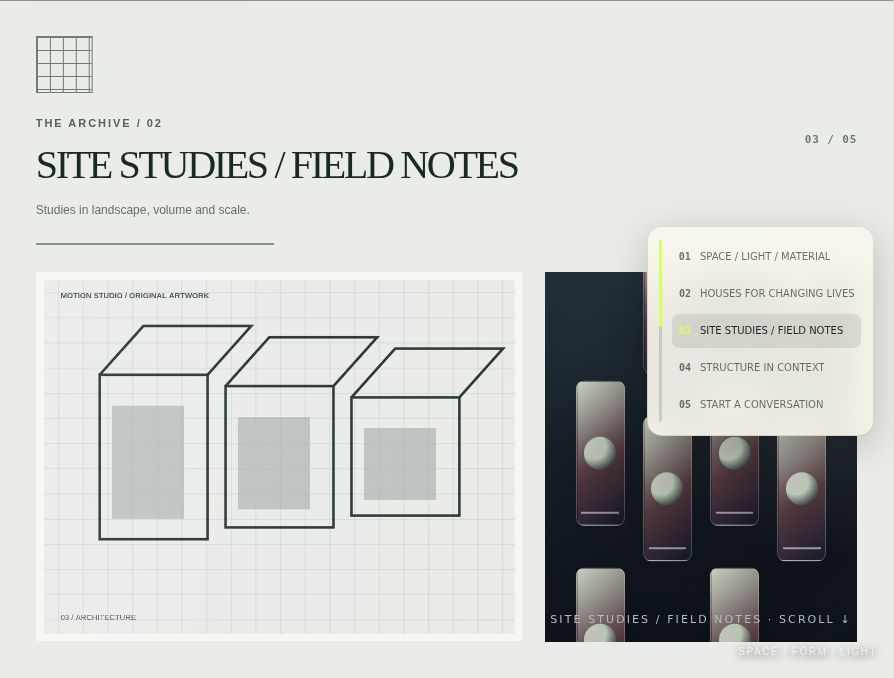 THE ARCHIVE / 02
03 / 05
SITE STUDIES / FIELD NOTES
Studies in landscape, volume and scale.
01 SPACE / LIGHT / MATERIAL
02 HOUSES FOR CHANGING LIVES
03 SITE STUDIES / FIELD NOTES
04 STRUCTURE IN CONTEXT
05 START A CONVERSATION
MOTION STUDIO / ORIGINAL ARTWORK
03 / ARCHITECTURE
SITE STUDIES / FIELD NOTES · SCROLL ↓
SPACE / FORM / LIGHT